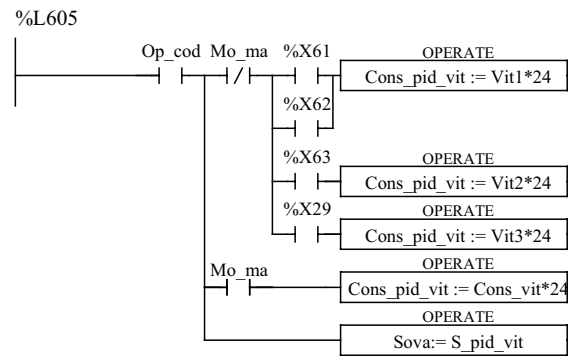 %L605
Op_cod Mo_ma %X61 OPERATE
Cons_pid_vit := Vit1*24
%X62
%X63 OPERATE
Cons_pid_vit := Vit2*24
%X29 OPERATE
Cons_pid_vit := Vit3*24
Mo_ma OPERATE
Cons_pid_vit := Cons_vit*24
OPERATE
Sova:= S_pid_vit